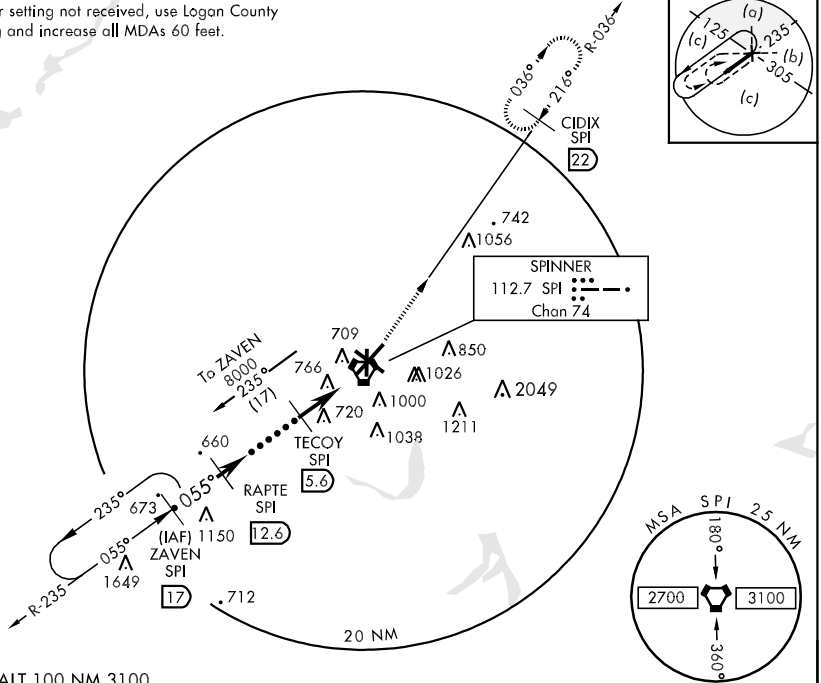 r setting not received, use Logan County
g and increase all MDAs 60 feet.
R-036
036°
216°
CIDIX
SPI
22
(a)
125
235
(c)
(b)
305
(c)
742
1056
SPINNER
112.7 SPI
Chan 74
709
To ZAVEN
8000
235°
(17)
766
850
1026
2049
1000
720
1211
1038
TECOY
SPI
5.6
660
055°
RAPTE
SPI
12.6
235°
673
(IAF)
ZAVEN
SPI
17
1150
055°
1649
R-235
712
20 NM
MSA SPI 25 NM
180°
2700
3100
360°
ALT 100 NM 3100